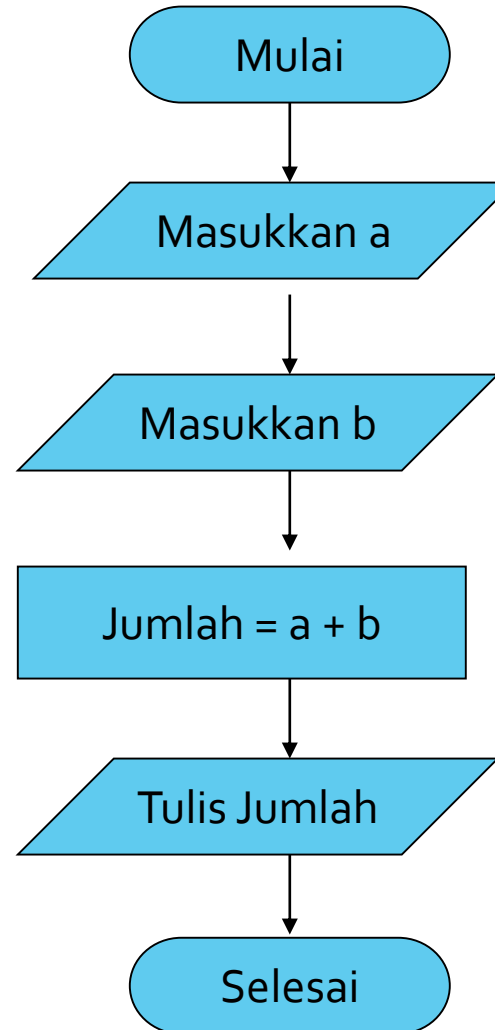 Mulai
Masukkan a
Masukkan b
Jumlah = a + b
Tulis Jumlah
Selesai